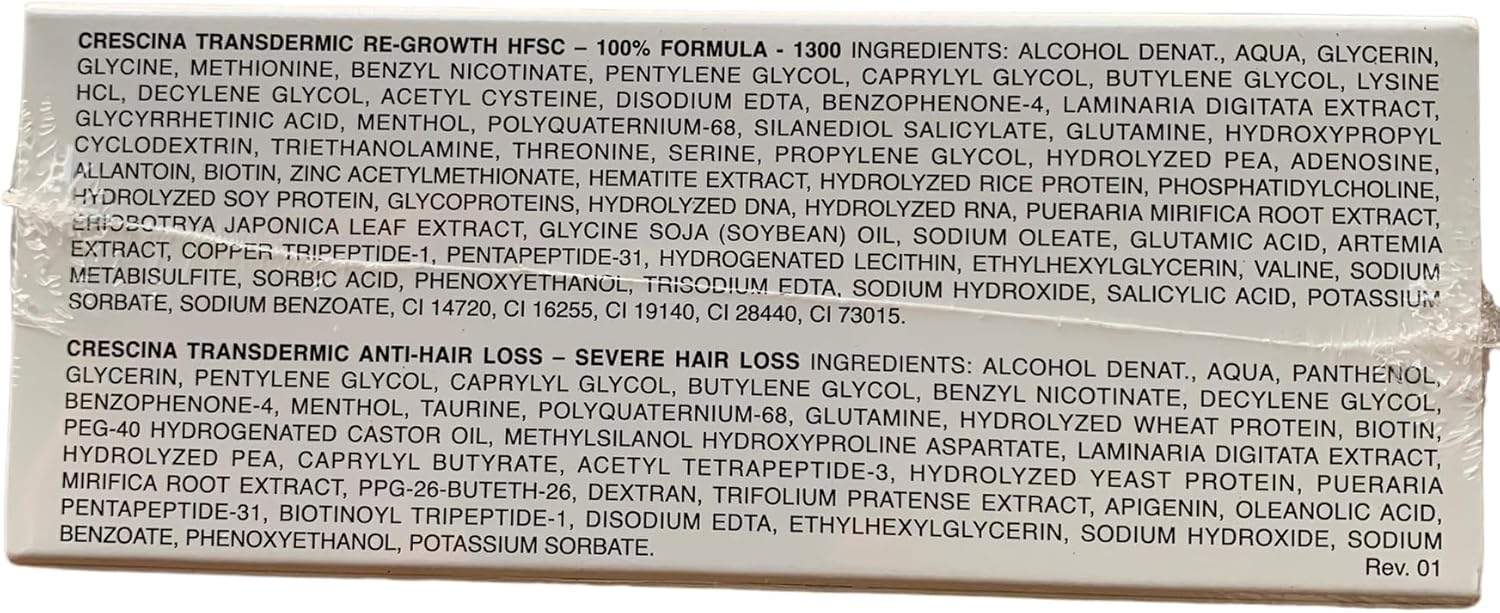 CRESCINA TRANSDERMIC RE-GROWTH HFSC – 100% FORMULA - 1300 INGREDIENTS: ALCOHOL DENAT., AQUA, GLYCERIN,
GLYCINE, METHIONINE, BENZYL NICOTINATE, PENTYLENE GLYCOL, CAPRYLYL GLYCOL, BUTYLENE GLYCOL, LYSINE
HCL, DECYLENE GLYCOL, ACETYL CYSTEINE, DISODIUM EDTA, BENZOPHENONE-4, LAMINARIA DIGITATA EXTRACT,
GLYCYRRHETINIC ACID, MENTHOL, POLYQUATERNIUM-68, SILANEDIOL SALICYLATE, GLUTAMINE, HYDROXYPROPYL
CYCLODEXTRIN, TRIETHANOLAMINE, THREONINE, SERINE, PROPYLENE GLYCOL, HYDROLYZED PEA, ADENOSINE,
ALLANTOIN, BIOTIN, ZINC ACETYLMETHIONATE, HEMATITE EXTRACT, HYDROLYZED RICE PROTEIN, PHOSPHATIDYLCHOLINE,
HYDROLYZED SOY PROTEIN, GLYCOPROTEINS, HYDROLYZED DNA, HYDROLYZED RNA, PUERARIA MIRIFICA ROOT EXTRACT,
ERIOBOTRYA JAPONICA LEAF EXTRACT, GLYCINE SOJA (SOYBEAN) OIL, SODIUM OLEATE, GLUTAMIC ACID, ARTEMIA
EXTRACT, COPPER TRIPEPTIDE-1, PENTAPEPTIDE-31, HYDROGENATED LECITHIN, ETHYLHEXYLGLYCERIN, VALINE, SODIUM
METABISULFITE, SORBIC ACID, PHENOXYETHANOL, TRISODIUM EDTA, SODIUM HYDROXIDE, SALICYLIC ACID, POTASSIUM
SORBATE, SODIUM BENZOATE, CI 14720, CI 16255, CI 19140, CI 28440, CI 73015.
CRESCINA TRANSDERMIC ANTI-HAIR LOSS – SEVERE HAIR LOSS INGREDIENTS: ALCOHOL DENAT., AQUA, PANTHENOL,
GLYCERIN, PENTYLENE GLYCOL, CAPRYLYL GLYCOL, BUTYLENE GLYCOL, BENZYL NICOTINATE, DECYLENE GLYCOL,
BENZOPHENONE-4, MENTHOL, TAURINE, POLYQUATERNIUM-68, GLUTAMINE, HYDROLYZED WHEAT PROTEIN, BIOTIN,
PEG-40 HYDROGENATED CASTOR OIL, METHYLSILANOL HYDROXYPROLINE ASPARTATE, LAMINARIA DIGITATA EXTRACT,
HYDROLYZED PEA, CAPRYLYL BUTYRATE, ACETYL TETRAPEPTIDE-3, HYDROLYZED YEAST PROTEIN, PUERARIA
MIRIFICA ROOT EXTRACT, PPG-26-BUTETH-26, DEXTRAN, TRIFOLIUM PRATENSE EXTRACT, APIGENIN, OLEANOLIC ACID,
PENTAPEPTIDE-31, BIOTINOYL TRIPEPTIDE-1, DISODIUM EDTA, ETHYLHEXYLGLYCERIN, SODIUM HYDROXIDE, SODIUM
BENZOATE, PHENOXYETHANOL, POTASSIUM SORBATE.
Rev. 01